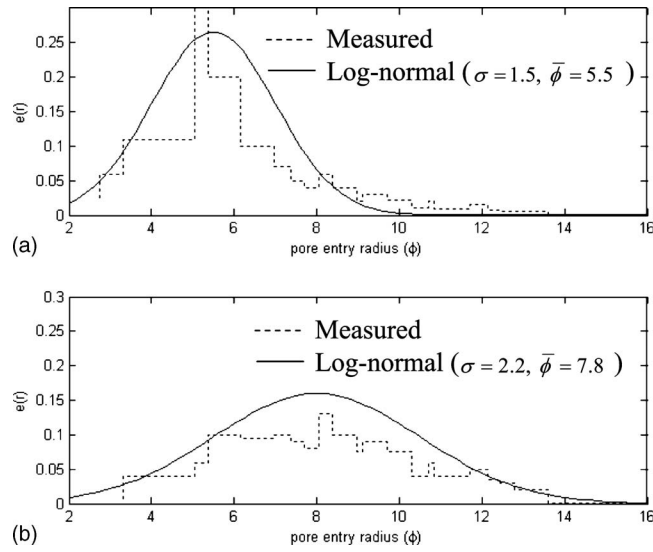 0.25
0.2
0.15
0.1
0.05
0
e(r)
Measured
Log-normal ( σ = 1.5, ϕ̄ = 5.5 )
2 4 6 8 10 12 14 16
pore entry radius (ϕ)
(a)
0.3
0.25
0.2
0.15
0.1
0.05
0
e(r)
Measured
Log-normal ( σ = 2.2, ϕ̄ = 7.8 )
2 4 6 8 10 12 14 16
pore entry radius (ϕ)
(b)